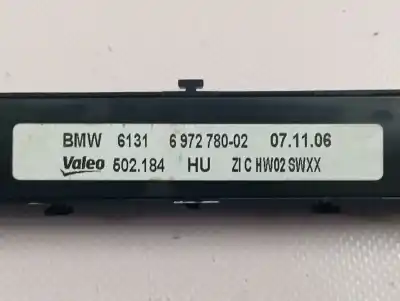 BMW 6131 6 972 780-02 07.11.06
Valeo 502.184 HU ZI C HW02 SWXX